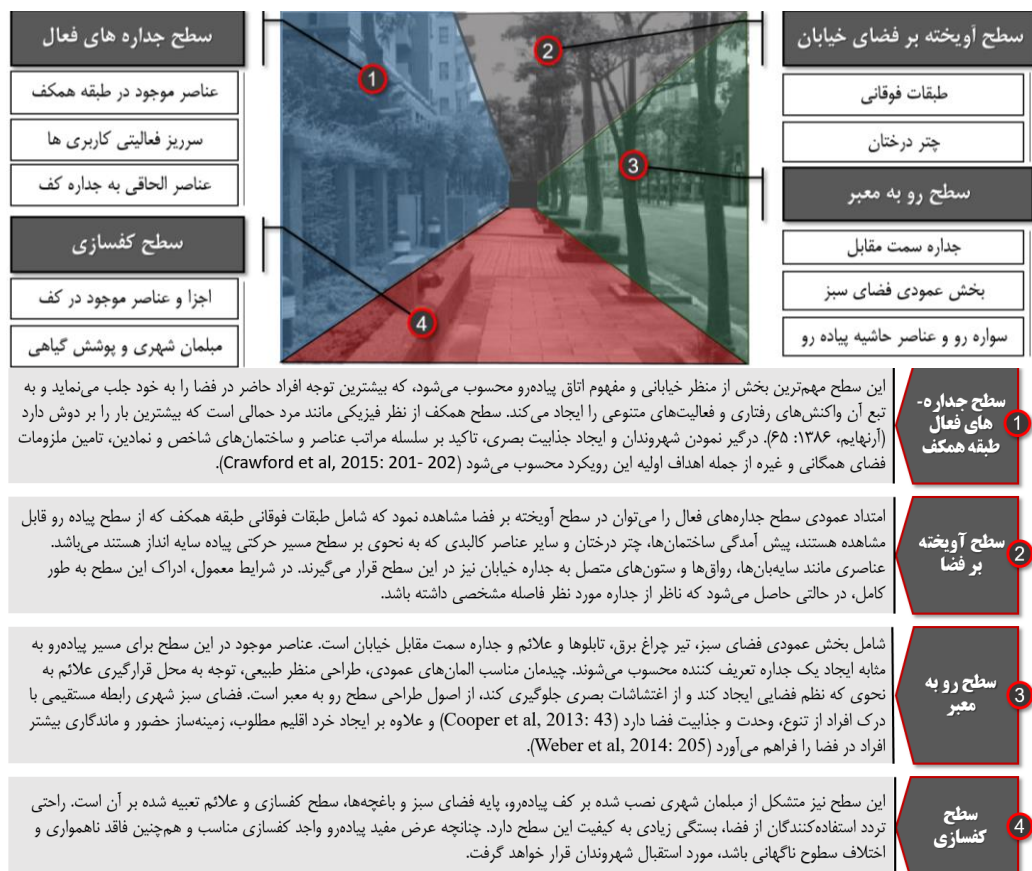 سطح آویخته بر فضای خیابان
طبقات فوقانی
چتر درختان
سطح رو به معبر
جداره سمت مقابل
بخش عمودی فضای سبز
سواره رو و عناصر حاشیه پیاده رو
2
3
1
4
سطح جداره های فعال
عناصر موجود در طبقه همکف
سرریز فعالیتی کاربری ها
عناصر الحاقی به جداره کف
سطح کفسازی
اجزا و عناصر موجود در کف
مبلمان شهری و پوشش گیاهی
1
سطح جداره-
های فعال
طبقه همکف
این سطح مهم‌ترین بخش از منظر خیابانی و مفهوم اتاق پیاده‌رو محسوب می‌شود، که بیشترین توجه افراد حاضر در فضا را به خود جلب می‌نماید و به
تبع آن واکنش‌های رفتاری و فعالیت‌های متنوعی را ایجاد می‌کند. سطح همکف از نظر فیزیکی مانند مرد حمالی است که بیشترین بار را بر دوش دارد
(آرنهایم، ۱۳۸۶: ۶۵). درگیر نمودن شهروندان و ایجاد جذابیت بصری، تاکید بر سلسله مراتب عناصر و ساختمان‌های شاخص و نمادین، تامین ملزومات
فضای همگانی و غیره از جمله اهداف اولیه این رویکرد محسوب می‌شود (Crawford et al, 2015: 201- 202).
2
سطح آویخته
بر فضا
امتداد عمودی سطح جداره‌های فعال را می‌توان در سطح آویخته بر فضا مشاهده نمود که شامل طبقات فوقانی طبقه همکف که از سطح پیاده رو قابل
مشاهده هستند، پیش آمدگی ساختمان‌ها، چتر درختان و سایر عناصر کالبدی که به نحوی بر سطح مسیر حرکتی پیاده سایه انداز هستند می‌باشد.
عناصری مانند سایه‌بان‌ها، رواق‌ها و ستون‌های متصل به جداره خیابان نیز در این سطح قرار می‌گیرند. در شرایط معمول، ادراک این سطح به طور
کامل، در حالتی حاصل می‌شود که ناظر از جداره مورد نظر فاصله مشخصی داشته باشد.
3
سطح رو به
معبر
شامل بخش عمودی فضای سبز، تیر چراغ برق، تابلوها و علائم و جداره سمت مقابل خیابان است. عناصر موجود در این سطح برای مسیر پیاده‌رو به
مثابه ایجاد یک جداره تعریف کننده محسوب می‌شوند. چیدمان مناسب المان‌های عمودی، طراحی منظر طبیعی، توجه به محل قرارگیری علائم به
نحوی که نظم فضایی ایجاد کند و از اغتشاشات بصری جلوگیری کند، از اصول طراحی سطح رو به معبر است. فضای سبز شهری رابطه مستقیمی با
درک افراد از تنوع، وحدت و جذابیت فضا دارد (Cooper et al, 2013: 43) و علاوه بر ایجاد خرد اقلیم مطلوب، زمینه‌ساز حضور و ماندگاری بیشتر
افراد در فضا را فراهم می‌آورد (Weber et al, 2014: 205).
4
سطح
کفسازی
این سطح نیز متشکل از مبلمان شهری نصب شده بر کف پیاده‌رو، پایه فضای سبز و باغچه‌ها، سطح کفسازی و علائم تعبیه شده بر آن است. راحتی
تردد استفاده‌کنندگان از فضا، بستگی زیادی به کیفیت این سطح دارد. چنانچه عرض مفید پیاده‌رو واجد کفسازی مناسب و هم‌چنین فاقد ناهمواری و
اختلاف سطوح ناگهانی باشد، مورد استقبال شهروندان قرار خواهد گرفت.